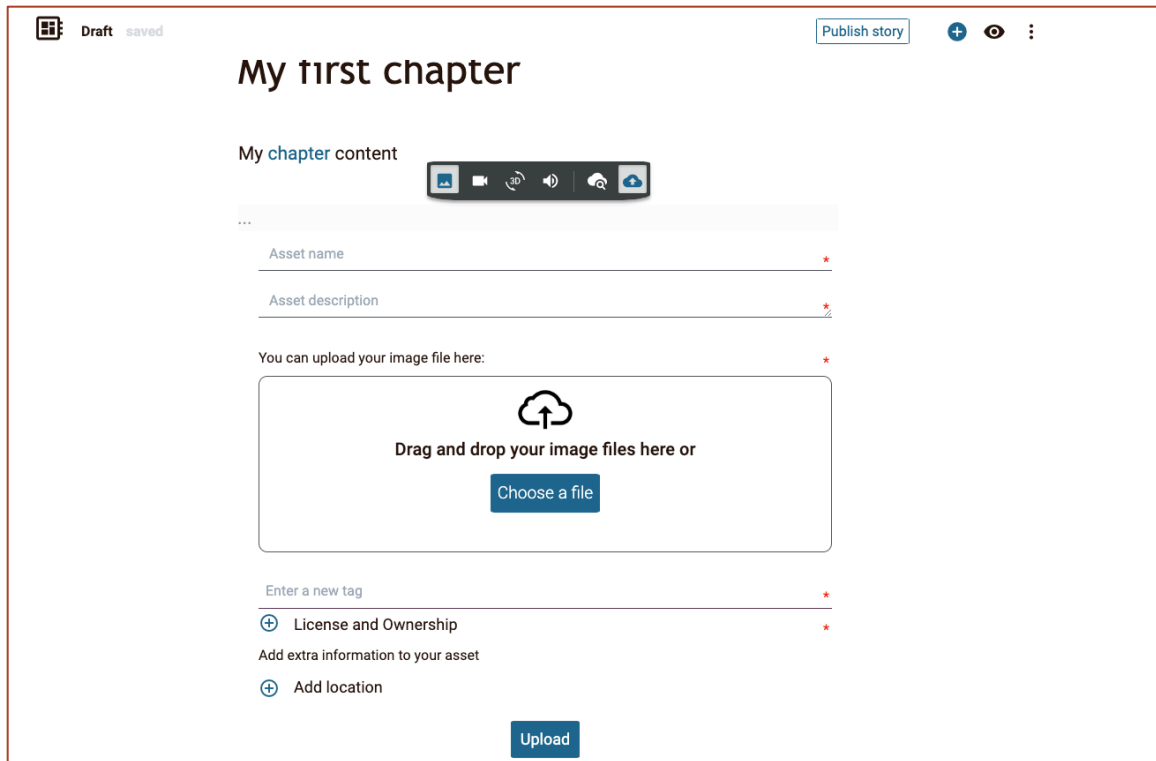 Draft saved
Publish story
My first chapter
My chapter content
3D
...
Asset name
*
Asset description
*
You can upload your image file here:
*
Drag and drop your image files here or
Choose a file
Enter a new tag
*
License and Ownership
*
Add extra information to your asset
Add location
Upload